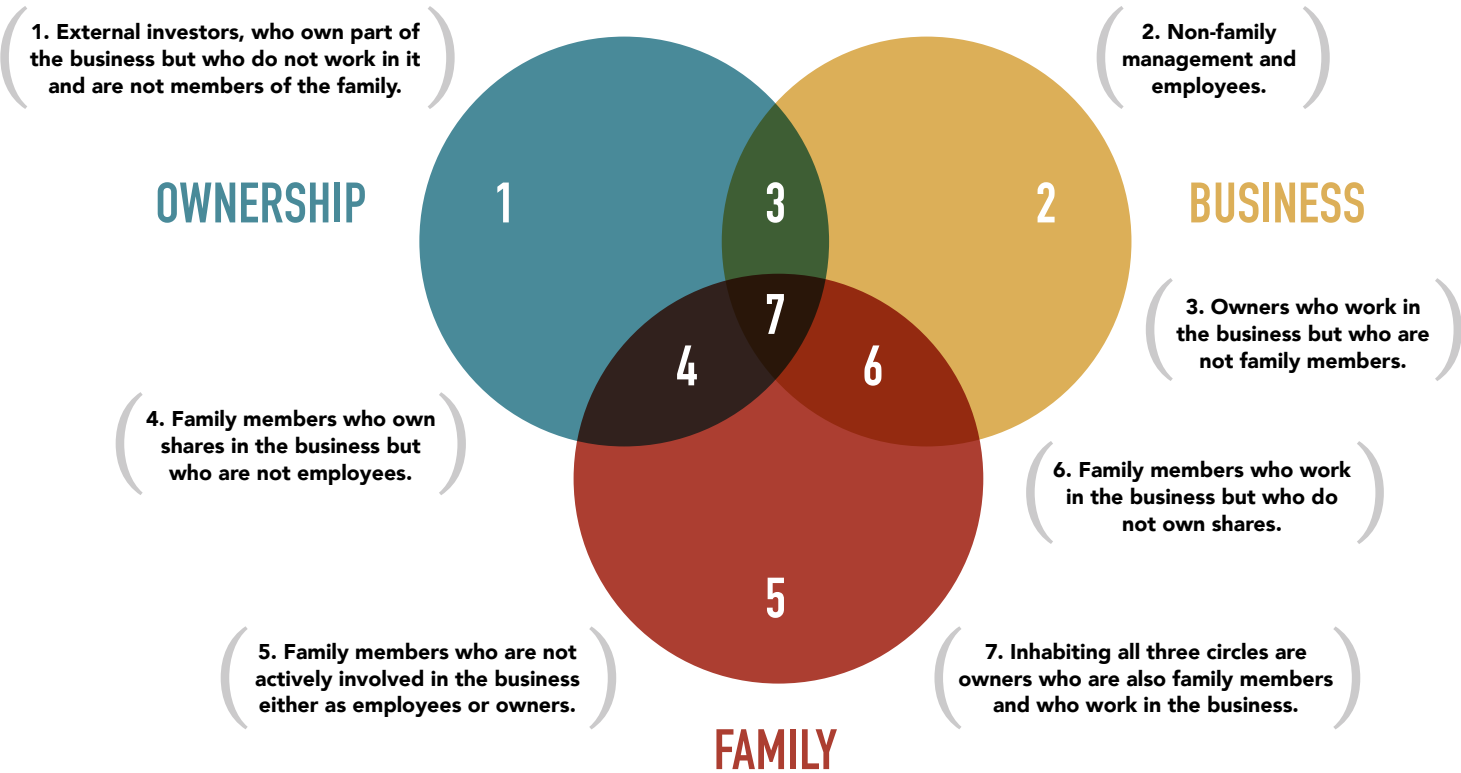 1. External investors, who own part of
the business but who do not work in it
and are not members of the family.
2. Non-family
management and
employees.
OWNERSHIP
1
3
2
BUSINESS
7
3. Owners who work in
the business but who are
not family members.
4
6
4. Family members who own
shares in the business but
who are not employees.
6. Family members who work
in the business but who do
not own shares.
5
5. Family members who are not
actively involved in the business
either as employees or owners.
7. Inhabiting all three circles are
owners who are also family members
and who work in the business.
FAMILY